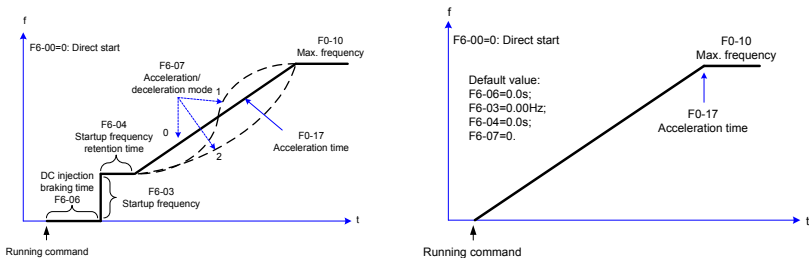 f
F6-00=0: Direct start
F0-10
Max. frequency
F6-07
Acceleration/
deceleration mode
1
0
2
F6-04
Startup frequency
retention time
F0-17
Acceleration time
DC injection
braking time
F6-06
F6-03
Startup frequency
t
Running command
f
F6-00=0: Direct start
F0-10
Max. frequency
Default value:
F6-06=0.0s;
F6-03=0.00Hz;
F6-04=0.0s;
F6-07=0.
F0-17
Acceleration time
t
Running command